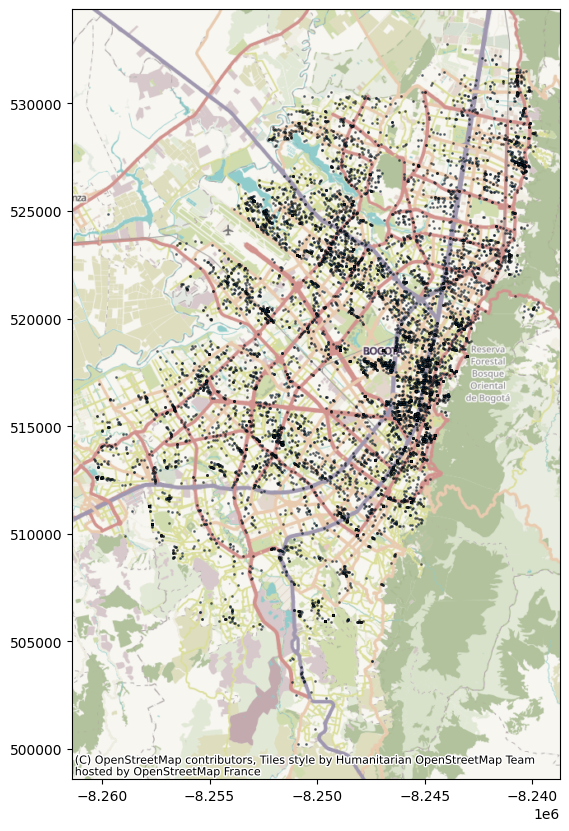 530000
nza
525000
520000
BOGOTÁ
Reserva
Forestal
Bosque
Oriental
de Bogotá
515000
510000
505000
500000
(C) OpenStreetMap contributors, Tiles style by Humanitarian OpenStreetMap Team
hosted by OpenStreetMap France
−8.260 −8.255 −8.250 −8.245 −8.240
1e6